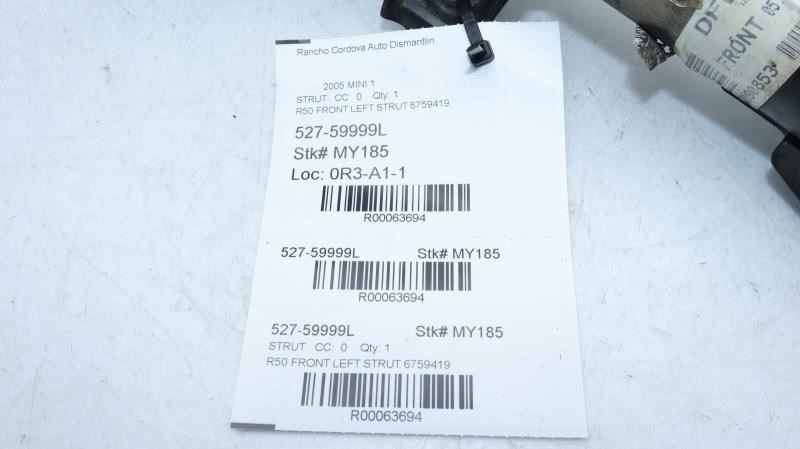 Rancho Cordova Auto Dismantlin
2005 MINI 1
STRUT CC: 0 Qty: 1
R50 FRONT LEFT STRUT 6759419
527-59999L
Stk# MY185
Loc: 0R3-A1-1
R00063694
527-59999L Stk# MY185
R00063694
527-59999L Stk# MY185
STRUT CC: 0 Qty: 1
R50 FRONT LEFT STRUT 6759419
R00063694
FRONT 05